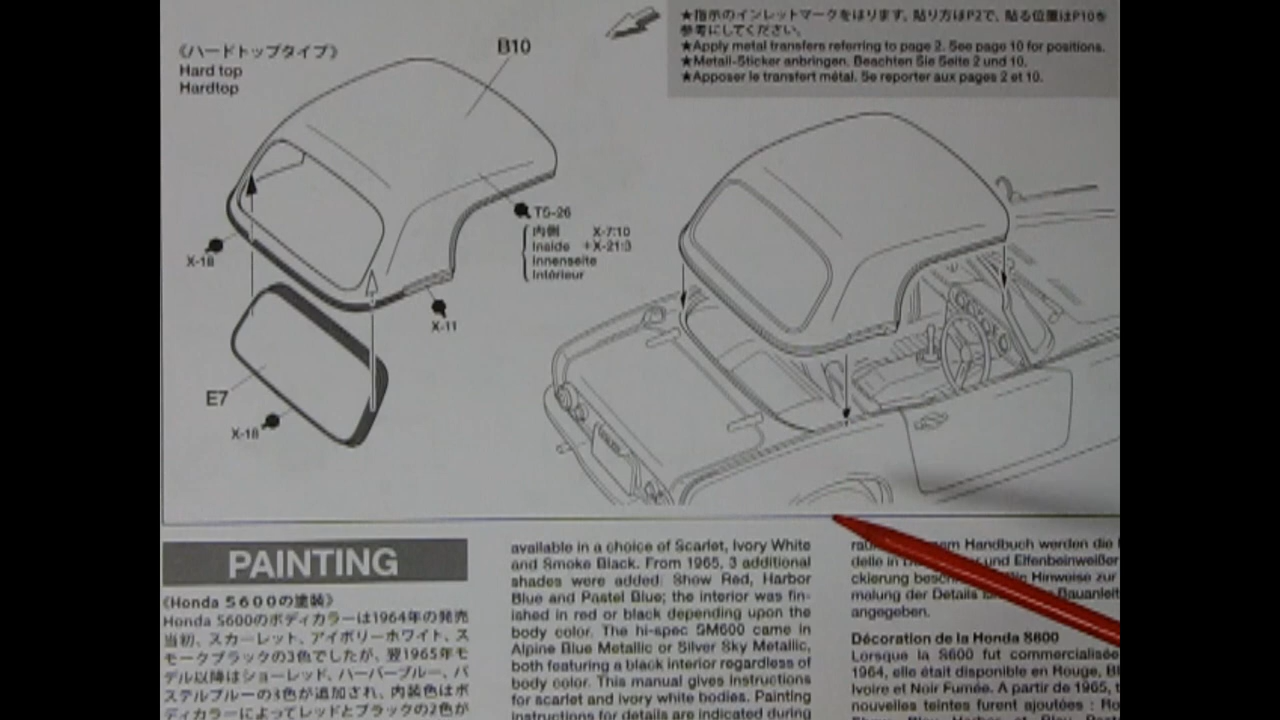 《ハードトップタイプ》
Hard top
Hardtop
B10
★指示のインレットマークをはります。貼り方はP2で、貼る位置はP10を
参考にしてください。
★Apply metal transfers referring to page 2. See page 10 for positions.
★Metall-Sticker anbringen. Beachten Sie Seite 2 und 10.
★Apposer le transfert métal. Se reporter aux pages 2 et 10.
TS-26
内側 X-7:10
Inside +X-21:3
Innenseite
Intérieur
X-18
X-11
E7
X-18
PAINTING
《Honda S600の塗装》
Honda S600のボディカラーは1964年の発売
当初、スカーレット、アイボリーホワイト、ス
モークブラックの3色でしたが、翌1965年モ
デル以降はショーレッド、ハーバーブルー、パ
ステルブルーの3色が追加され、内装色はボ
ディカラーによってレッドとブラックの2色が
available in a choice of Scarlet, Ivory White
and Smoke Black. From 1965, 3 additional
shades were added: Show Red, Harbor
Blue and Pastel Blue; the interior was fin-
ished in red or black depending upon the
body color. The hi-spec SM600 came in
Alpine Blue Metallic or Silver Sky Metallic,
both featuring a black interior regardless of
body color. This manual gives instructions
for scarlet and ivory white bodies. Painting
instructions for details are indicated during
Handbuch werden die
und Elfenbeinweißer
ckierung Hinweise zur
malung der Details Bauanleit
angegeben.
Décoration de la Honda S600
Lorsque la S600 fut commercialisée
1964, elle était disponible en Rouge, Bl
Ivoire et Noir Fumée. A partir de 1965, t
nouvelles teintes furent ajoutées : Ro